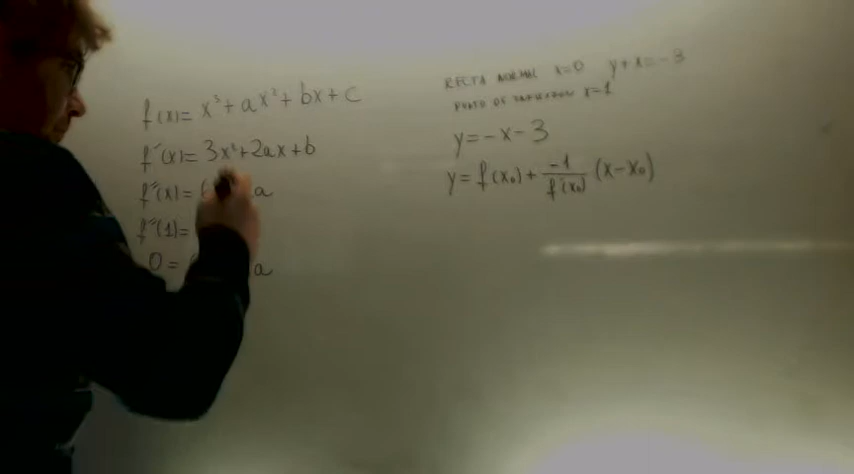 f(x)= x³+ax²+bx+c
f'(x)= 3x²+2ax+b
f''(x)= a
f''(1)=
0 = a
RECTA NORMAL x=0 y+x=-3
PUNTO DE INFLEXION x=1
y=-x-3
y=f(x₀)+ -1/f'(x₀) (x-x₀)